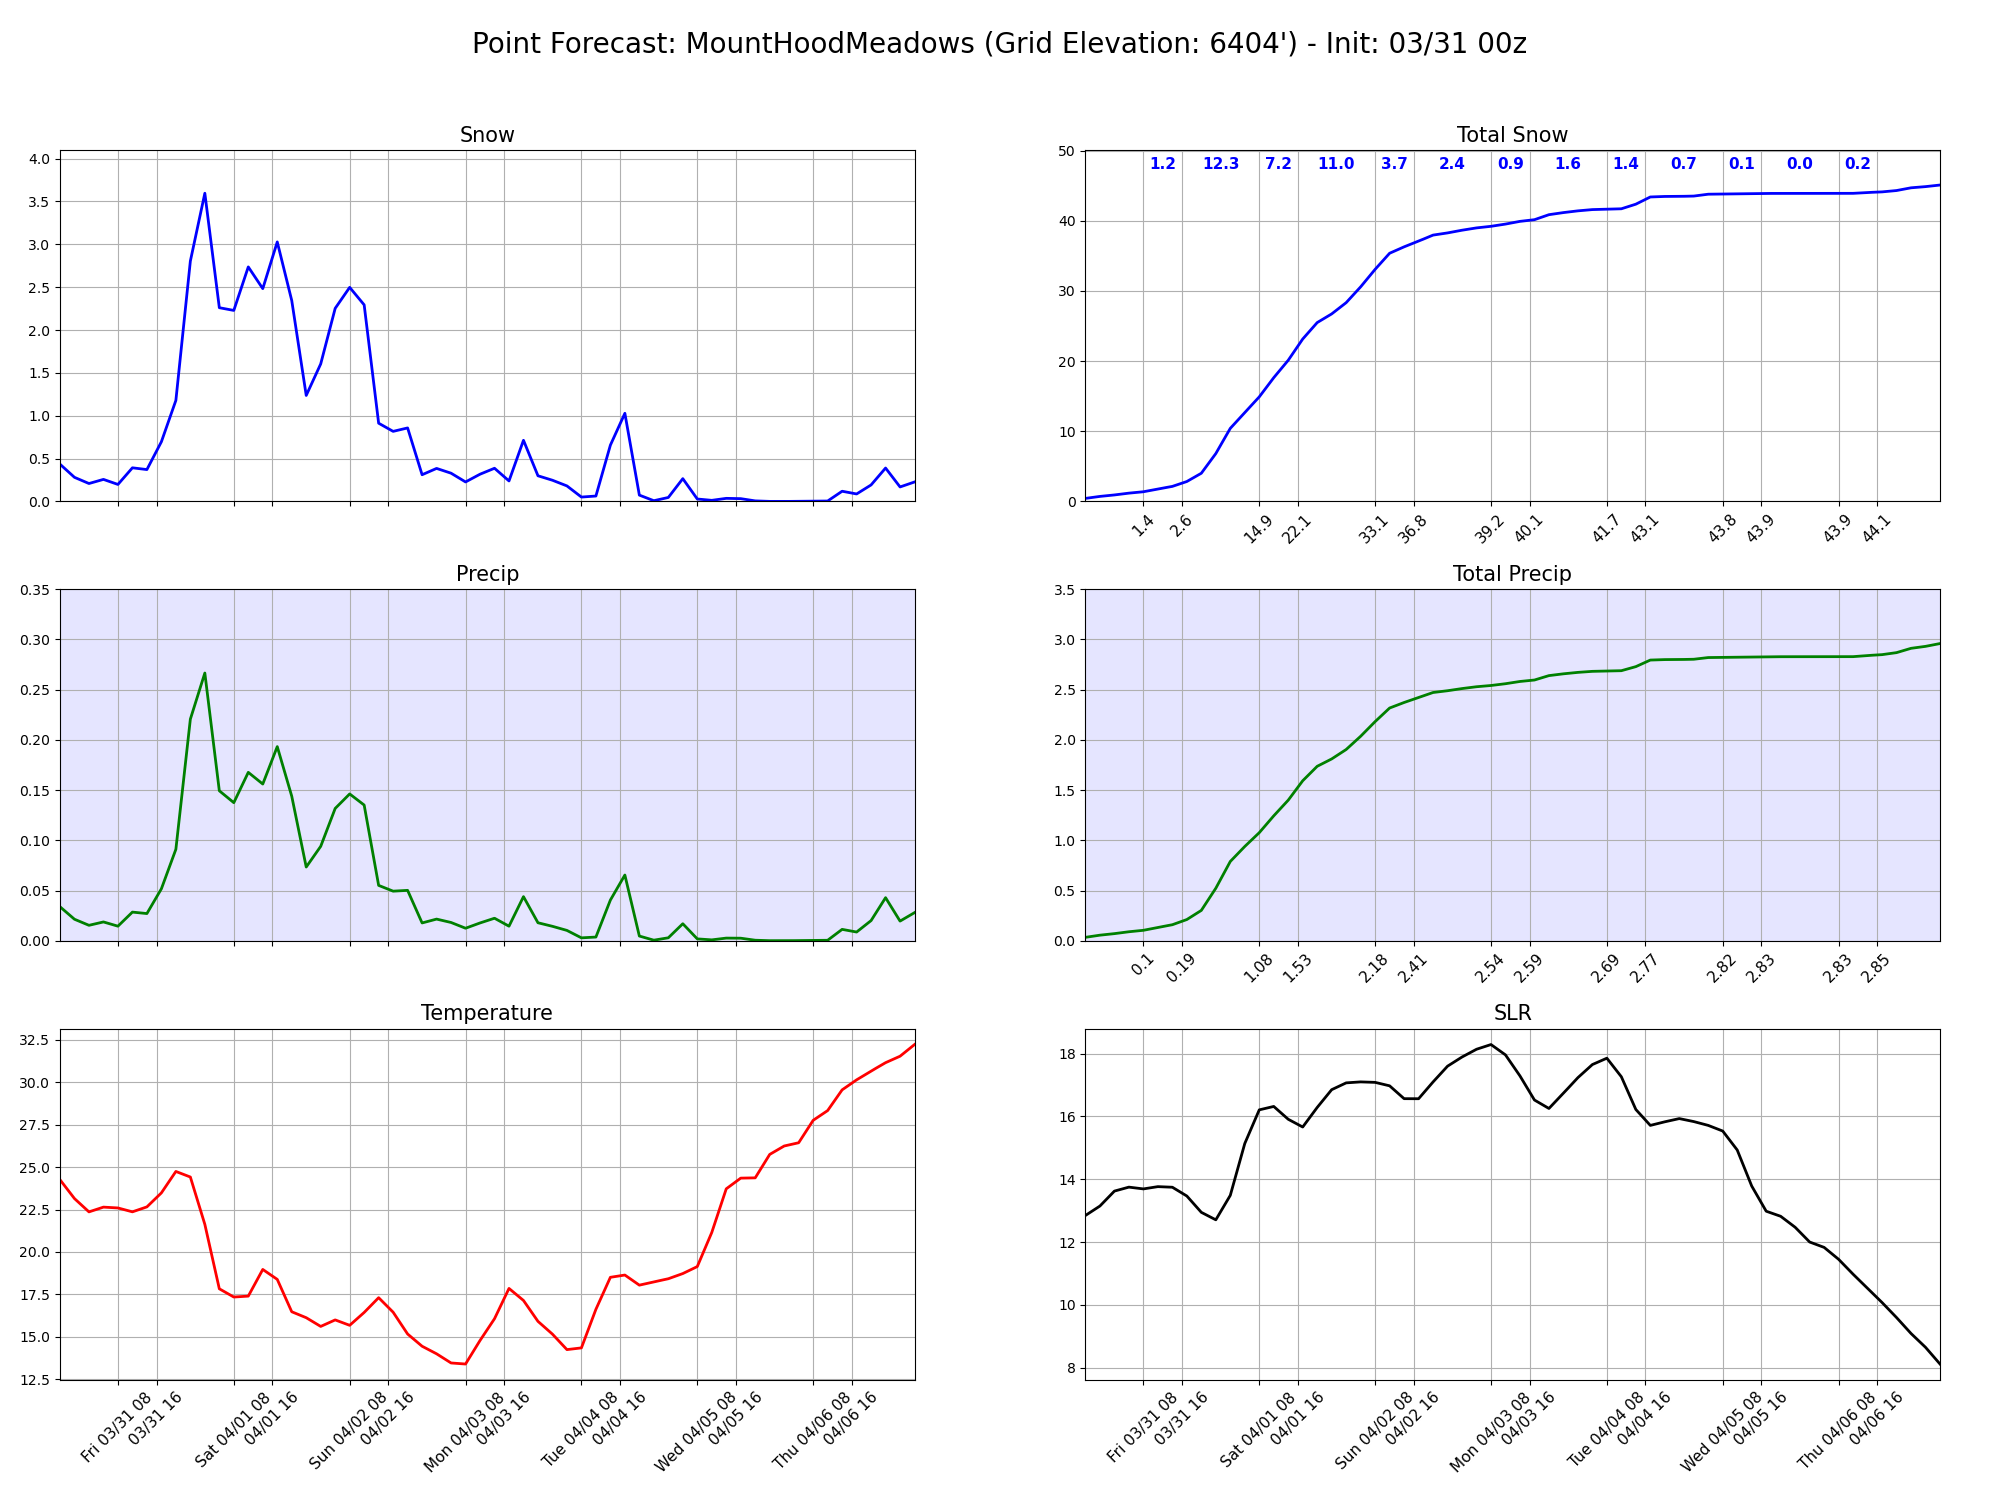 Point Forecast: MountHoodMeadows (Grid Elevation: 6404') - Init: 03/31 00z
Snow
4.0
3.5
3.0
2.5
2.0
1.5
1.0
0.5
0.0
Total Snow
50
40
30
20
10
0
1.2 12.3 7.2 11.0 3.7 2.4 0.9 1.6 1.4 0.7 0.1 0.0 0.2
1.4 2.6 14.9 22.1 33.1 36.8 39.2 40.1 41.7 43.1 43.8 43.9 43.9 44.1
Precip
0.35
0.30
0.25
0.20
0.15
0.10
0.05
0.00
Total Precip
3.5
3.0
2.5
2.0
1.5
1.0
0.5
0.0
0.1 0.19 1.08 1.53 2.18 2.41 2.54 2.59 2.69 2.77 2.82 2.83 2.83 2.85
Temperature
32.5
30.0
27.5
25.0
22.5
20.0
17.5
15.0
12.5
Fri 03/31 08
03/31 16
Sat 04/01 08
04/01 16
Sun 04/02 08
04/02 16
Mon 04/03 08
04/03 16
Tue 04/04 08
04/04 16
Wed 04/05 08
04/05 16
Thu 04/06 08
04/06 16
SLR
18
16
14
12
10
8
Fri 03/31 08
03/31 16
Sat 04/01 08
04/01 16
Sun 04/02 08
04/02 16
Mon 04/03 08
04/03 16
Tue 04/04 08
04/04 16
Wed 04/05 08
04/05 16
Thu 04/06 08
04/06 16